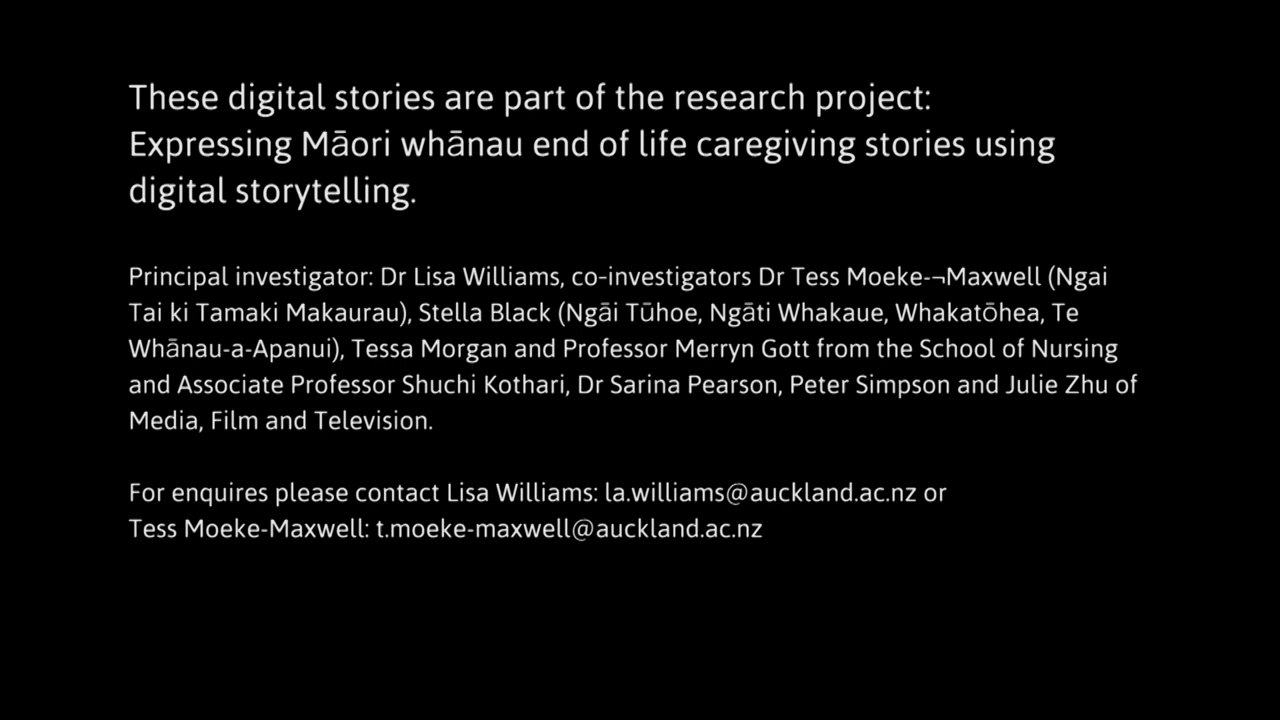 These digital stories are part of the research project:
Expressing Māori whānau end of life caregiving stories using
digital storytelling.
Principal investigator: Dr Lisa Williams, co-investigators Dr Tess Moeke-¬Maxwell (Ngai
Tai ki Tamaki Makaurau), Stella Black (Ngāi Tūhoe, Ngāti Whakaue, Whakatōhea, Te
Whānau-a-Apanui), Tessa Morgan and Professor Merryn Gott from the School of Nursing
and Associate Professor Shuchi Kothari, Dr Sarina Pearson, Peter Simpson and Julie Zhu of
Media, Film and Television.
For enquires please contact Lisa Williams: la.williams@auckland.ac.nz or
Tess Moeke-Maxwell: t.moeke-maxwell@auckland.ac.nz